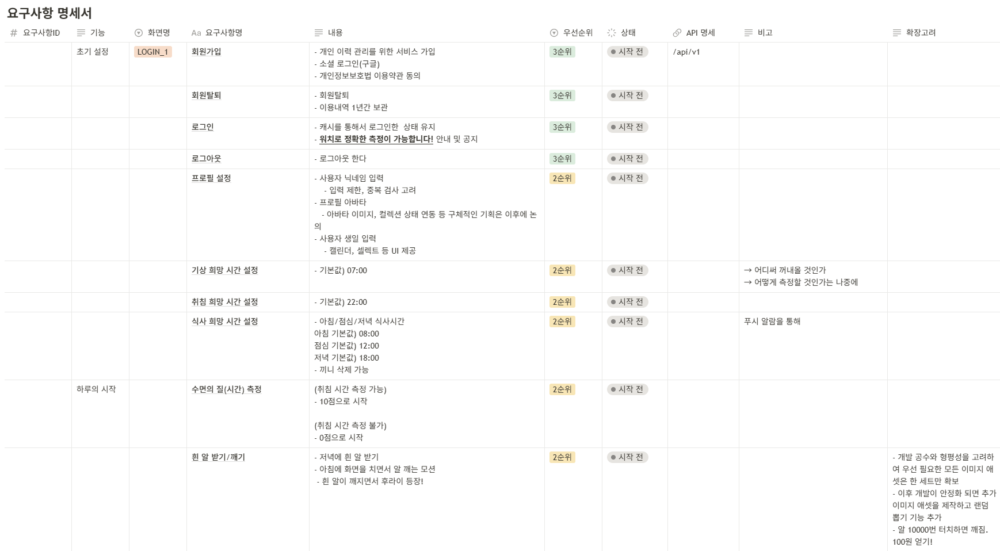 요구사항 명세서
# 요구사항ID 기능 화면명 Aa 요구사항명 내용 우선순위 상태 API 명세 비고 확장고려
초기 설정 LOGIN_1 회원가입 - 개인 이력 관리를 위한 서비스 가입 3순위 시작 전 /api/v1
- 소셜 로그인(구글)
- 개인정보보호법 이용약관 동의
회원탈퇴 - 회원탈퇴 3순위 시작 전
- 이용내역 1년간 보관
로그인 - 캐시를 통해서 로그인한  상태 유지 3순위 시작 전
- 워치로 정확한 측정이 가능합니다! 안내 및 공지
로그아웃 - 로그아웃 한다 3순위 시작 전
프로필 설정 - 사용자 닉네임 입력 2순위 시작 전
- 입력 제한, 중복 검사 고려
- 프로필 아바타
- 아바타 이미지, 컬렉션 상태 연동 등 구체적인 기획은 이후에 논
의
- 사용자 생일 입력
- 캘린더, 셀렉트 등 UI 제공
기상 희망 시간 설정 - 기본값) 07:00 2순위 시작 전 → 어디써 꺼내올 것인가
→ 어떻게 측정할 것인가는 나중에
취침 희망 시간 설정 - 기본값) 22:00 2순위 시작 전
식사 희망 시간 설정 - 아침/점심/저녁 식사시간 2순위 시작 전 푸시 알람을 통해
아침 기본값) 08:00
점심 기본값) 12:00
저녁 기본값) 18:00
- 끼니 삭제 가능
하루의 시작 수면의 질(시간) 측정 (취침 시간 측정 가능) 2순위 시작 전
- 10점으로 시작
(취침 시간 측정 불가)
- 0점으로 시작
흰 알 받기/깨기 - 저녁에 흰 알 받기 2순위 시작 전 - 개발 공수와 형평성을 고려하
- 아침에 화면을 치면서 알 깨는 모션 여 우선 필요한 모든 이미지 애
- 흰 알이 깨지면서 후라이 등장! 셋은 한 세트만 확보
- 이후 개발이 안정화 되면 추가
이미지 애셋을 제작하고 랜덤
뽑기 기능 추가
- 알 10000번 터치하면 깨짐.
100원 얻기!